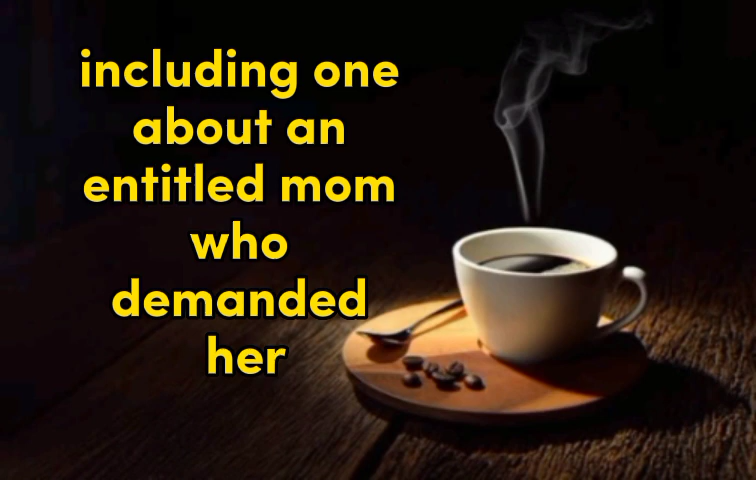 including one
about an
entitled mom
who
demanded
her